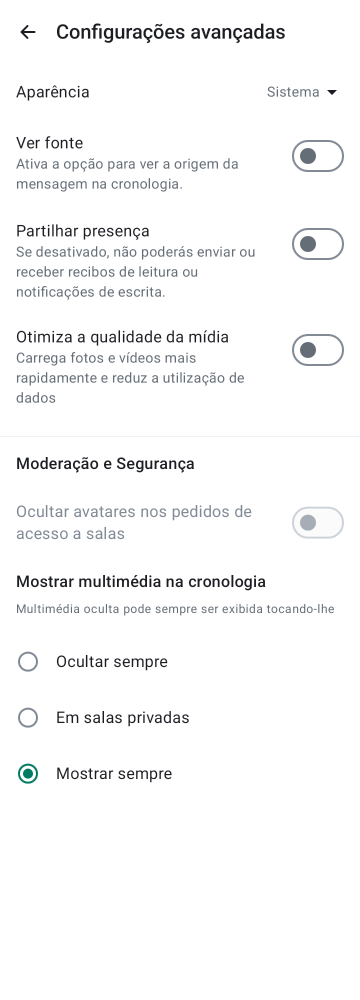 Configurações avançadas
Aparência
Sistema
Ver fonte
Ativa a opção para ver a origem da
mensagem na cronologia.
Partilhar presença
Se desativado, não poderás enviar ou
receber recibos de leitura ou
notificações de escrita.
Otimiza a qualidade da mídia
Carrega fotos e vídeos mais
rapidamente e reduz a utilização de
dados
Moderação e Segurança
Ocultar avatares nos pedidos de
acesso a salas
Mostrar multimédia na cronologia
Multimédia oculta pode sempre ser exibida tocando-lhe
Ocultar sempre
Em salas privadas
Mostrar sempre